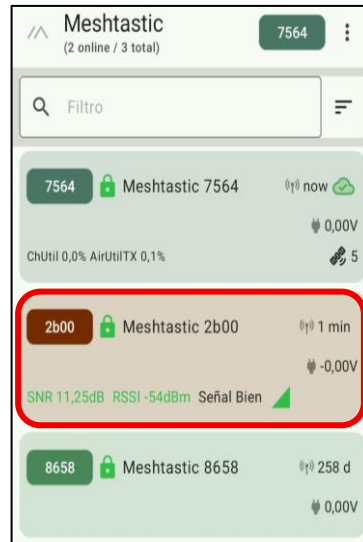 Meshtastic
(2 online / 3 total)
7564
Filtro
7564 Meshtastic 7564 now
0,00V
ChUtil 0,0% AirUtilTX 0,1% 5
2b00 Meshtastic 2b00 1 min
-0,00V
SNR 11,25dB RSSI -54dBm Señal Bien
8658 Meshtastic 8658 258 d
0,00V